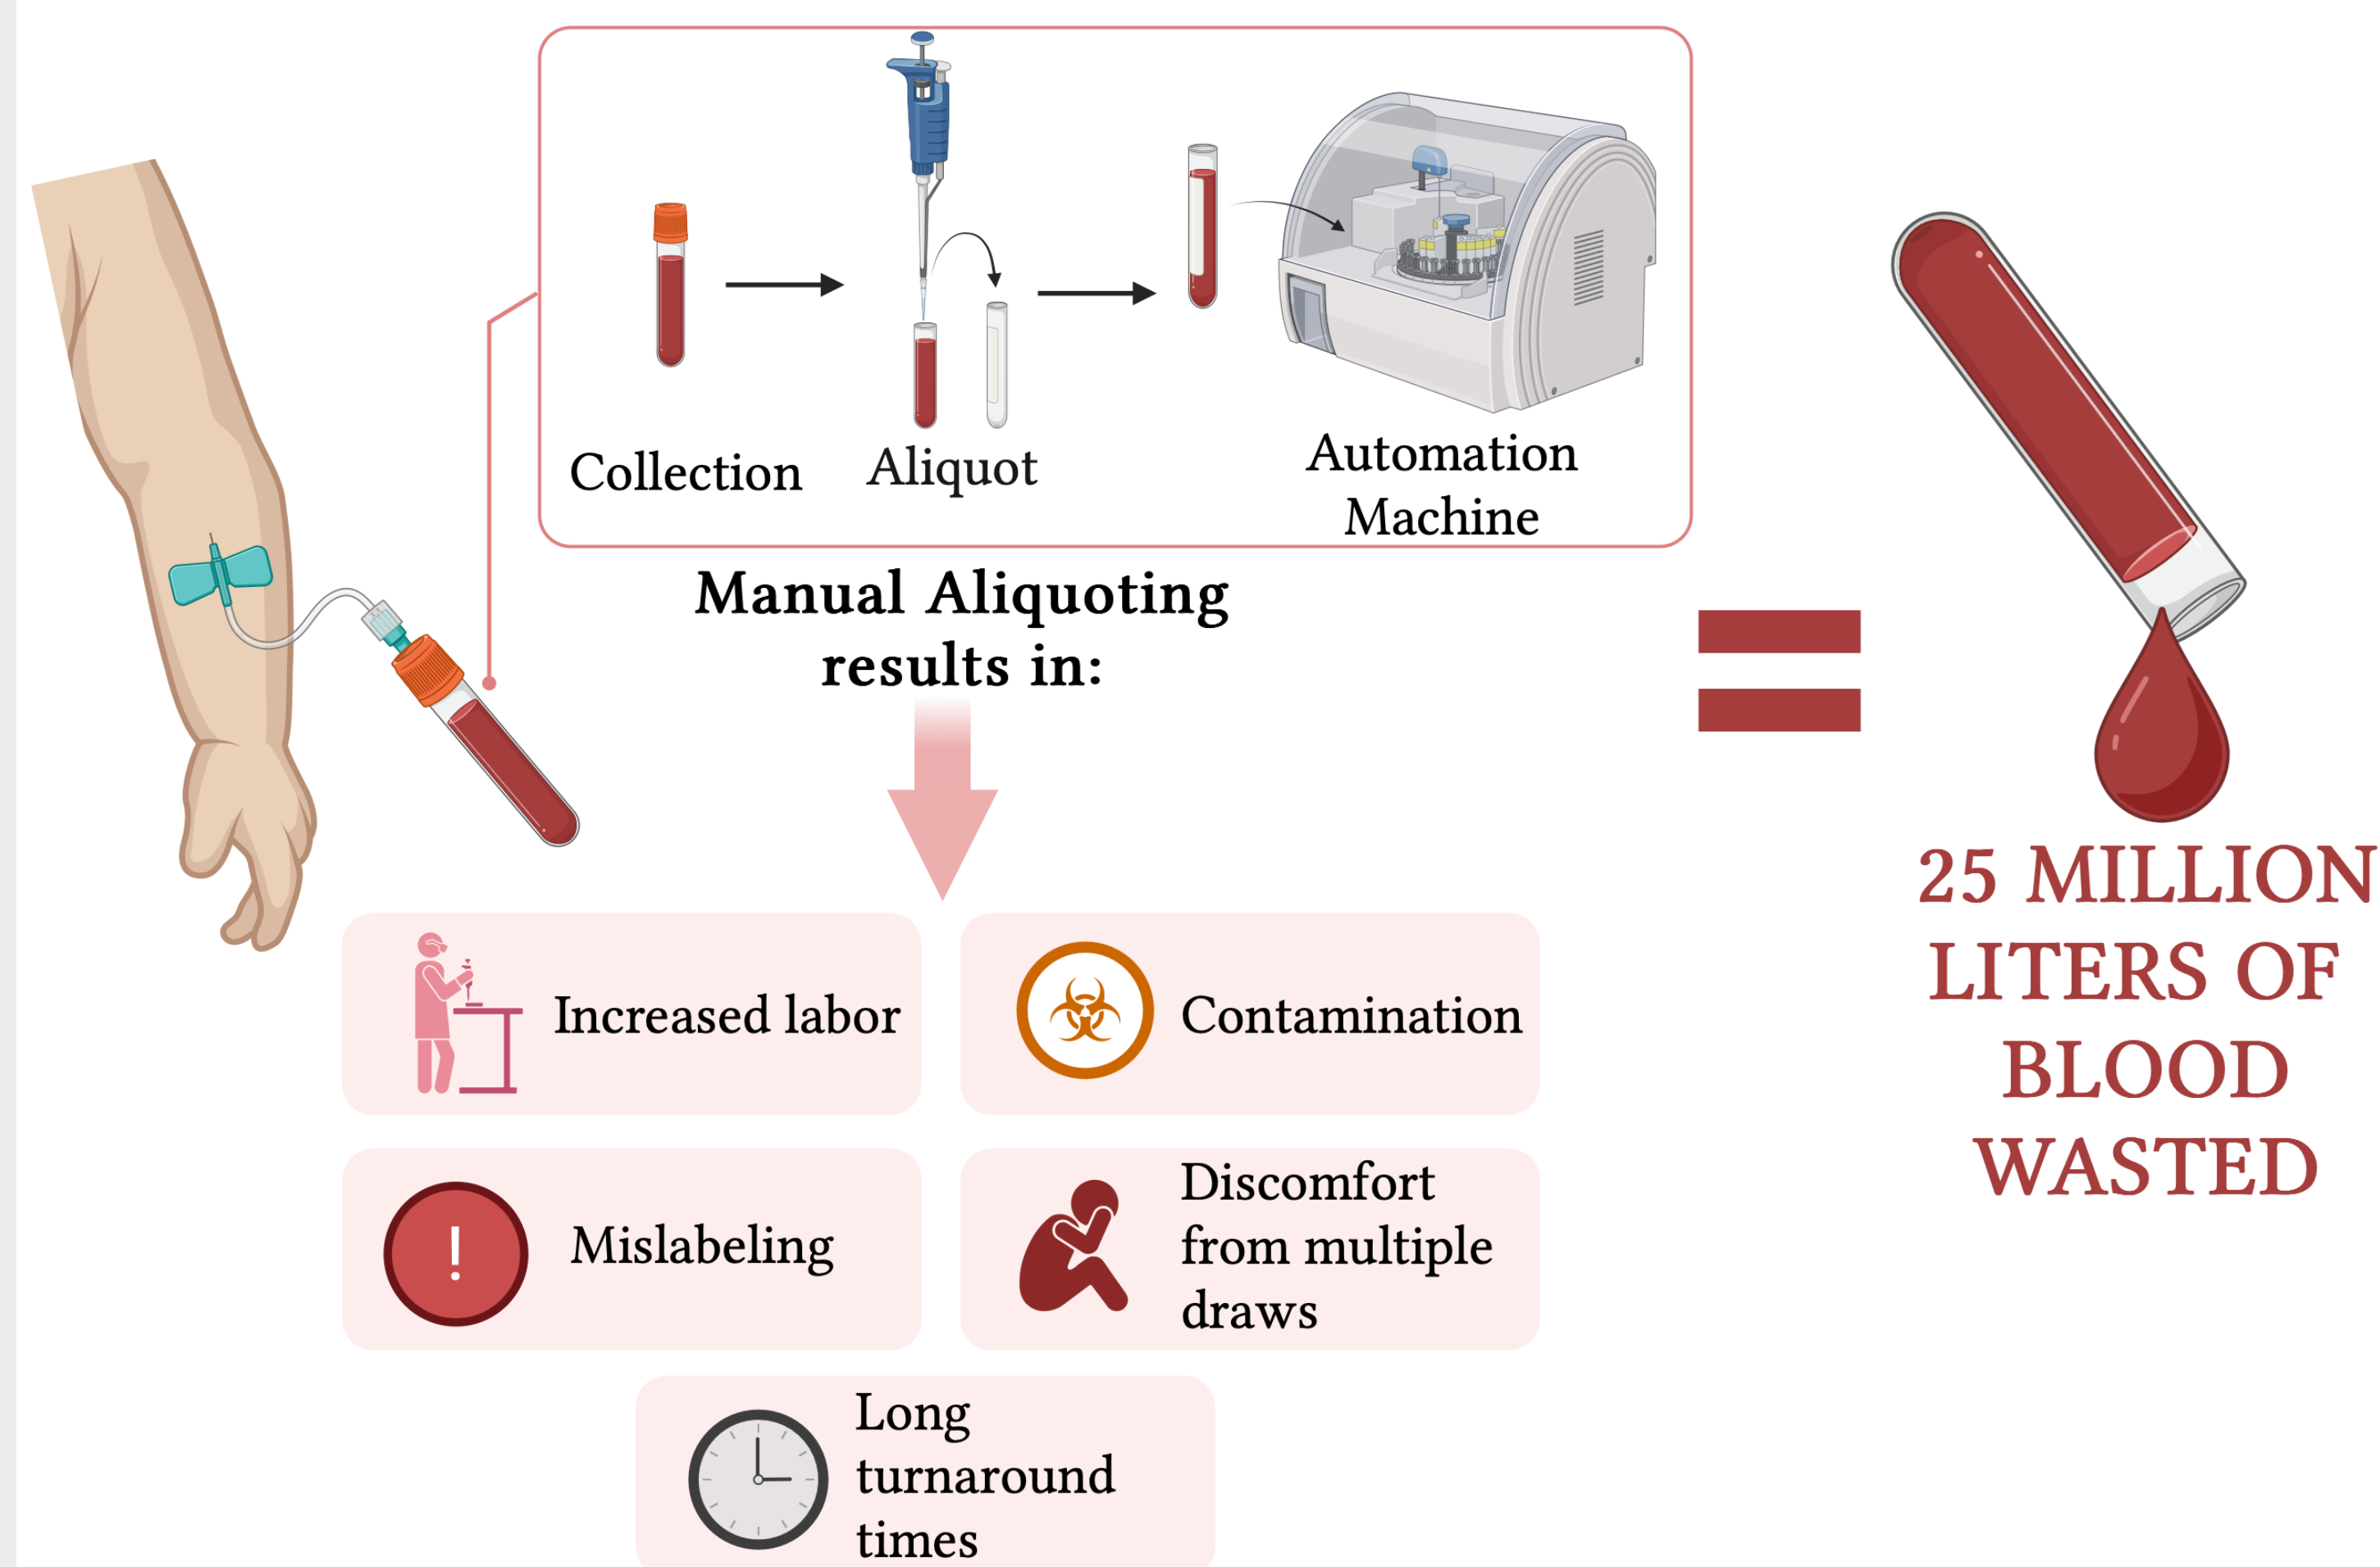 Collection
Aliquot
Automation
Machine
Manual Aliquoting
results in:
Increased labor
Contamination
Mislabeling
Discomfort
from multiple
draws
Long
turnaround
times
25 MILLION
LITERS OF
BLOOD
WASTED